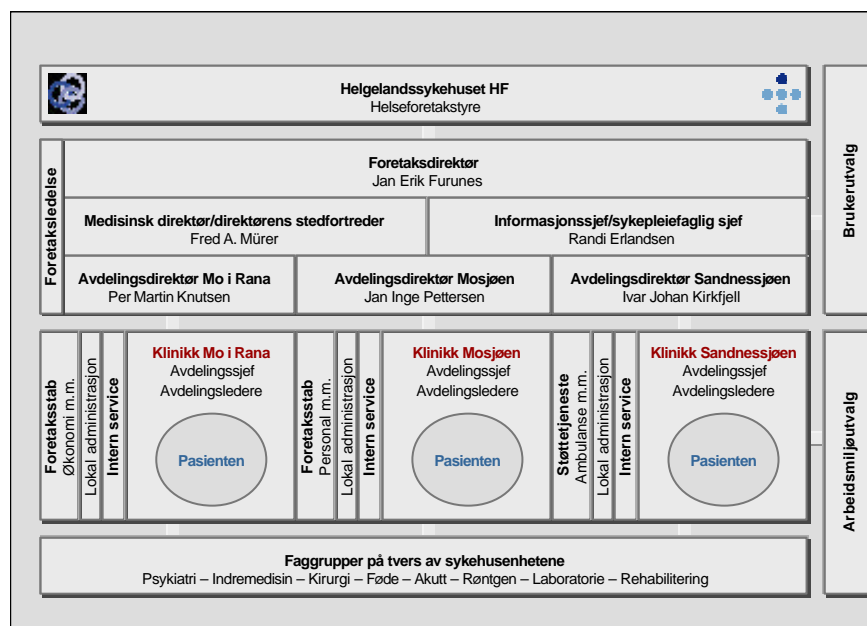 Helgelandssykehuset HF
Helseforetakstyre
Foretaksledelse
Foretaksdirektør
Jan Erik Furunes
Medisinsk direktør/direktørens stedfortreder
Fred A. Mürer
Informasjonssjef/sykepleiefaglig sjef
Randi Erlandsen
Avdelingsdirektør Mo i Rana
Per Martin Knutsen
Avdelingsdirektør Mosjøen
Jan Inge Pettersen
Avdelingsdirektør Sandnessjøen
Ivar Johan Kirkfjell
Brukerutvalg
Foretaksstab
Økonomi m.m.
Lokal administrasjon
Intern service
Klinikk Mo i Rana
Avdelingssjef
Avdelingsledere
Pasienten
Foretaksstab
Personal m.m.
Lokal administrasjon
Intern service
Klinikk Mosjøen
Avdelingssjef
Avdelingsledere
Pasienten
Støttetjeneste
Ambulanse m.m.
Lokal administrasjon
Intern service
Klinikk Sandnessjøen
Avdelingssjef
Avdelingsledere
Pasienten
Arbeidsmiljøutvalg
Faggrupper på tvers av sykehusenhetene
Psykiatri – Indremedisin – Kirurgi – Føde – Akutt – Røntgen – Laboratorie – Rehabilitering